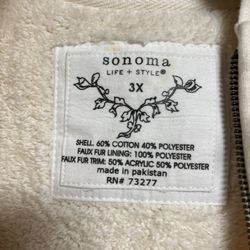 sonoma
LIFE + STYLE®
3X
SHELL: 60% COTTON 40% POLYESTER
FAUX FUR LINING: 100% POLYESTER
FAUX FUR TRIM: 50% ACRYLIC 50% POLYESTER
made in pakistan
RN# 73277